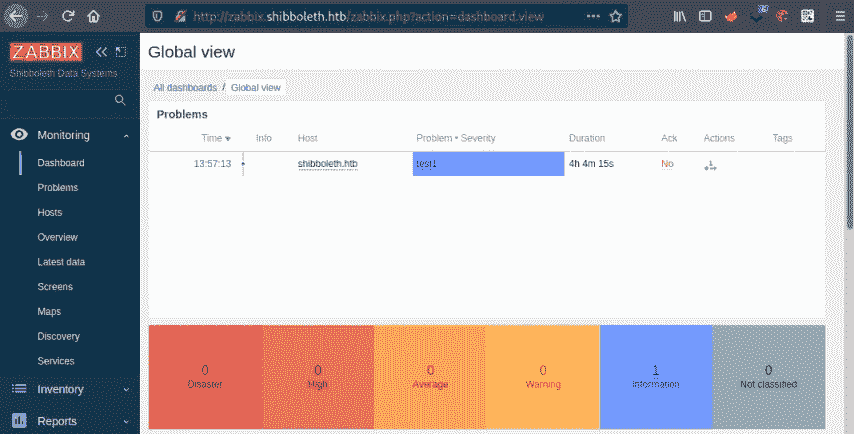 http://zabbix.shibboleth.htb/zabbix.php?action=dashboard.view
ZABBIX
Shibboleth Data Systems
Monitoring
Dashboard
Problems
Hosts
Overview
Latest data
Screens
Maps
Discovery
Services
Inventory
Reports
Global view
All dashboards / Global view
Problems
Time Info Host Problem • Severity Duration Ack Actions Tags
13:57:13 shibboleth.htb test1 4h 4m 15s No
0 0 0 0 1 0
Disaster High Average Warning Information Not classified